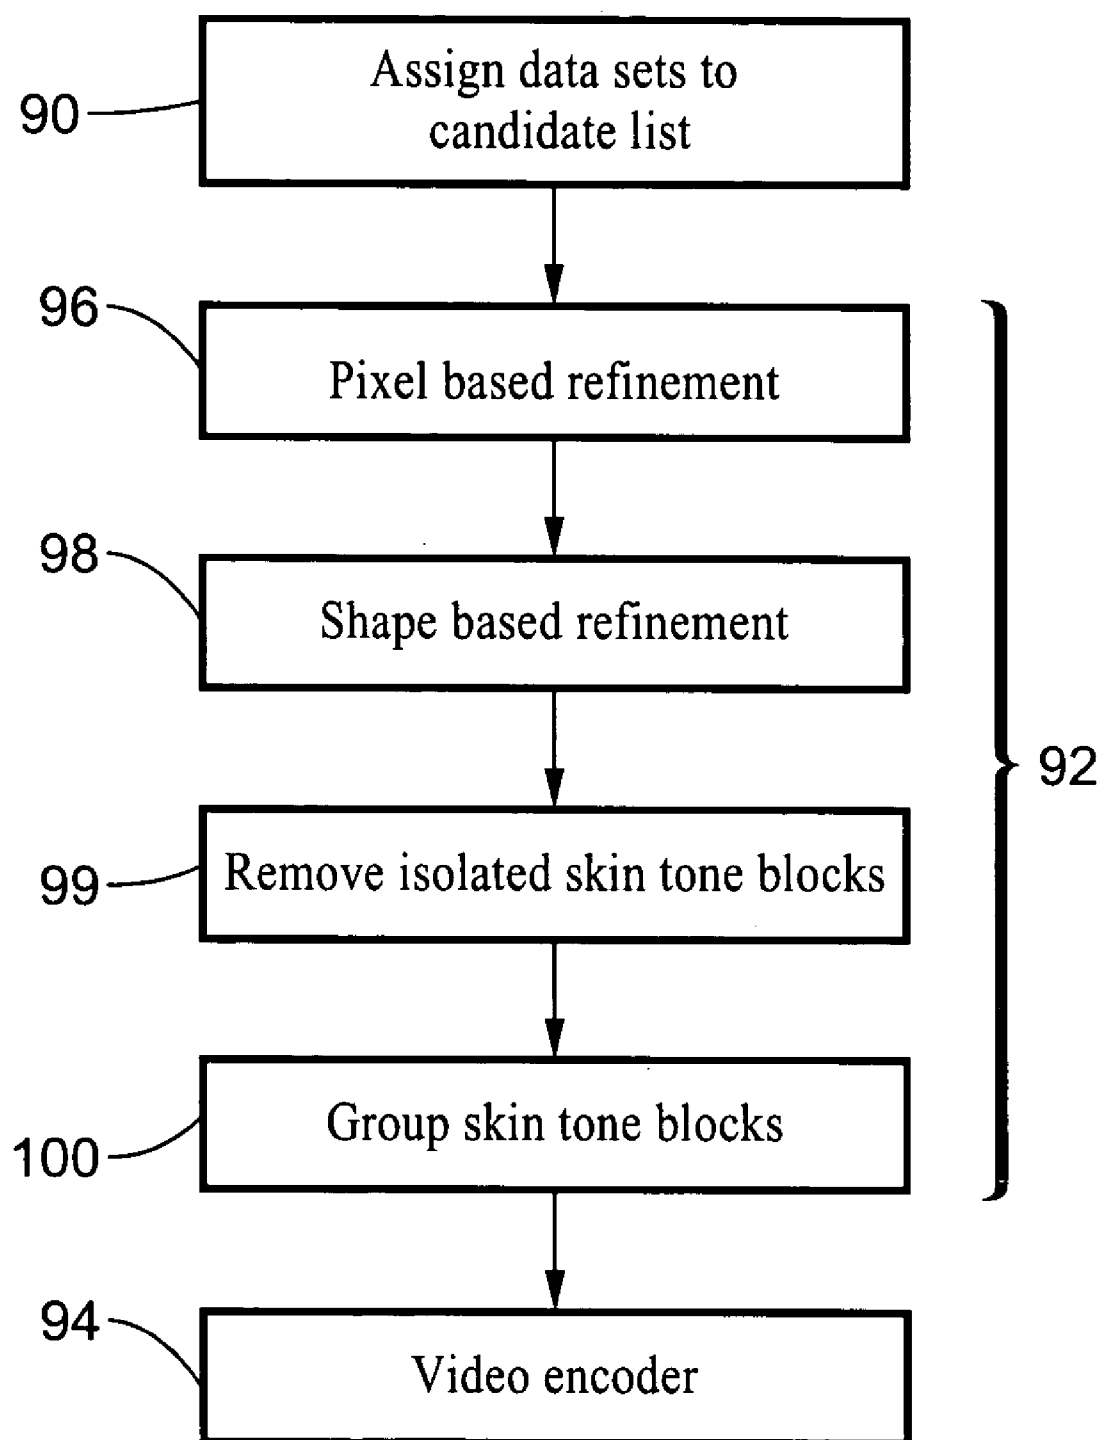 90
Assign data sets to
candidate list
96
Pixel based refinement
98
Shape based refinement
92
99
Remove isolated skin tone blocks
100
Group skin tone blocks
94
Video encoder